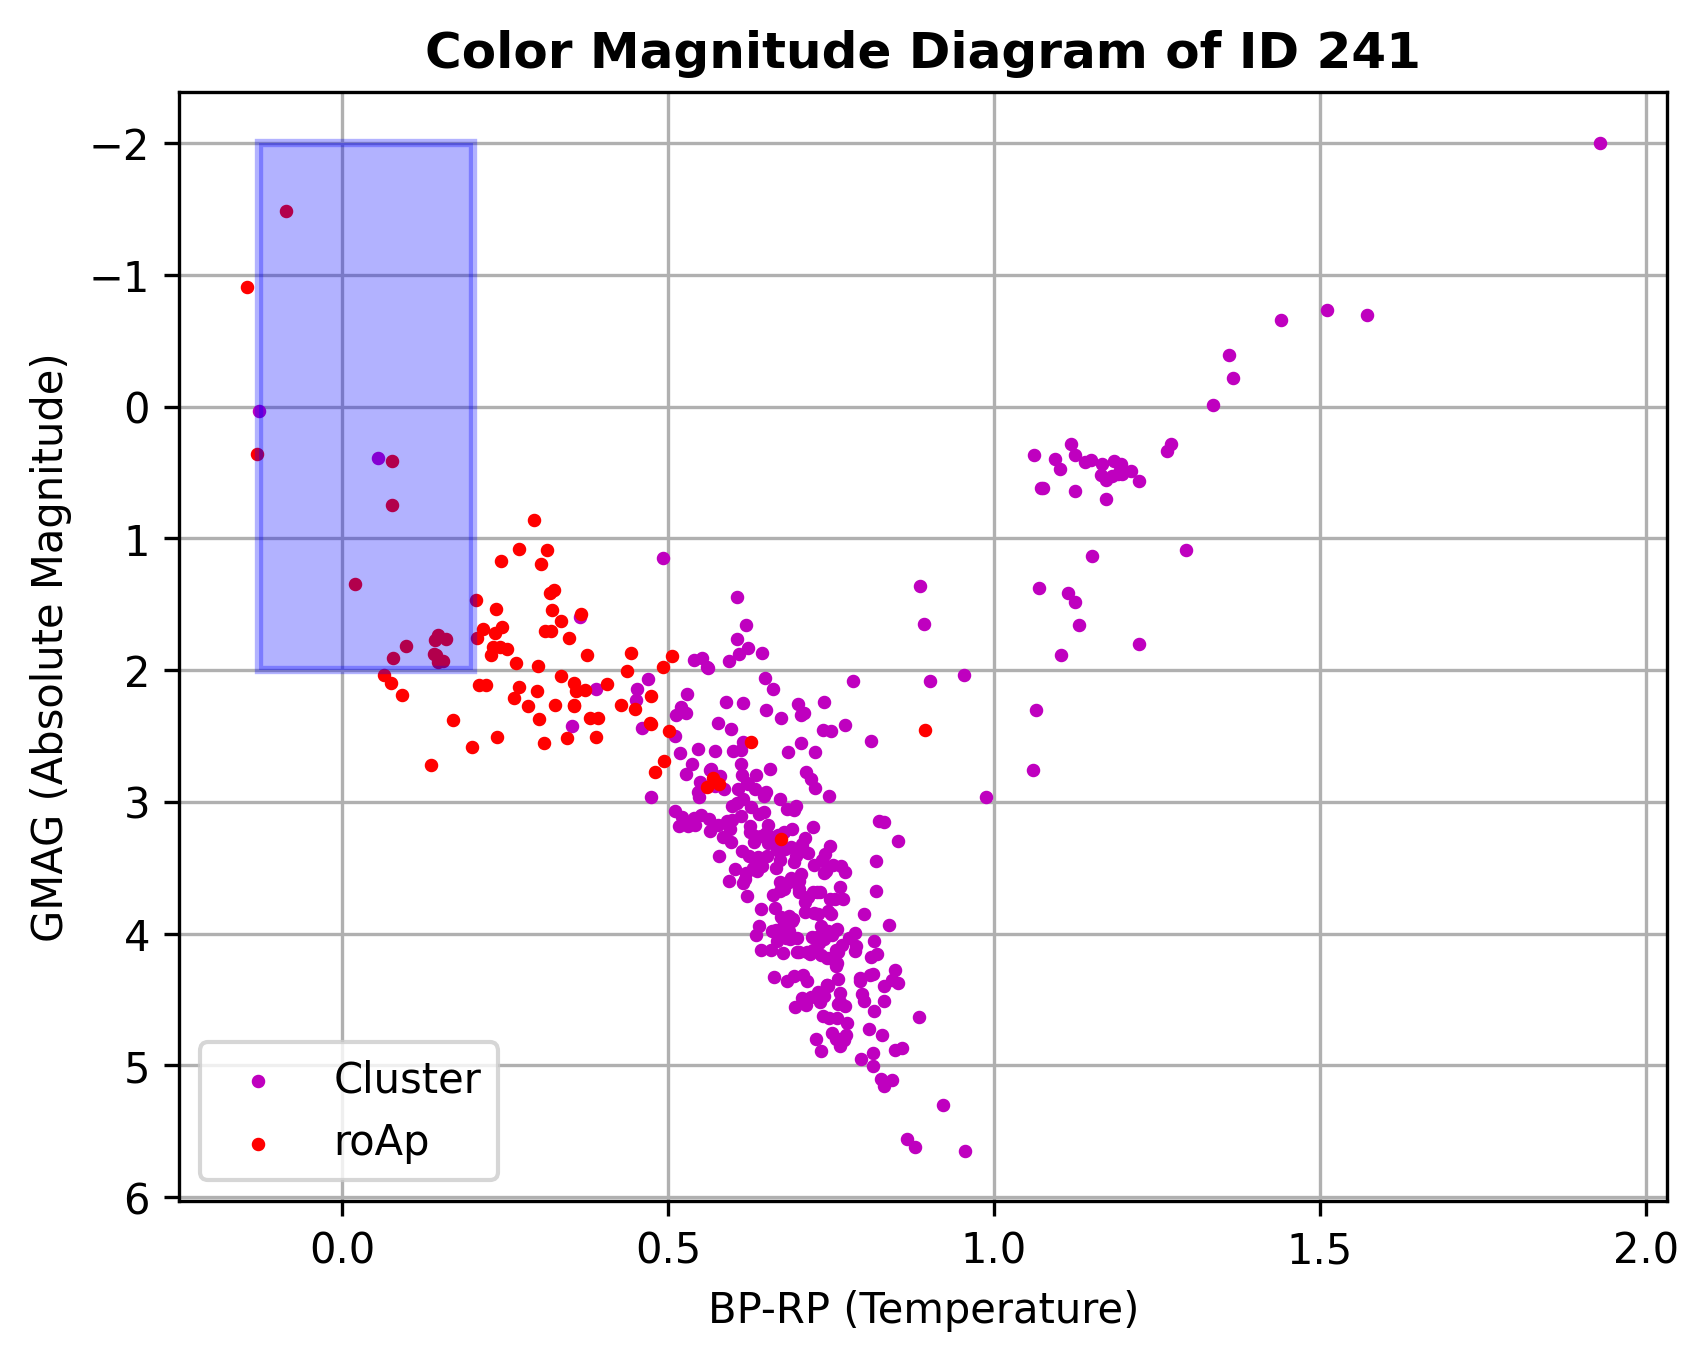 Color Magnitude Diagram of ID 241
GMAG (Absolute Magnitude)
−2
−1
0
1
2
3
4
5
6
Cluster
roAp
0.0 0.5 1.0 1.5 2.0
BP-RP (Temperature)